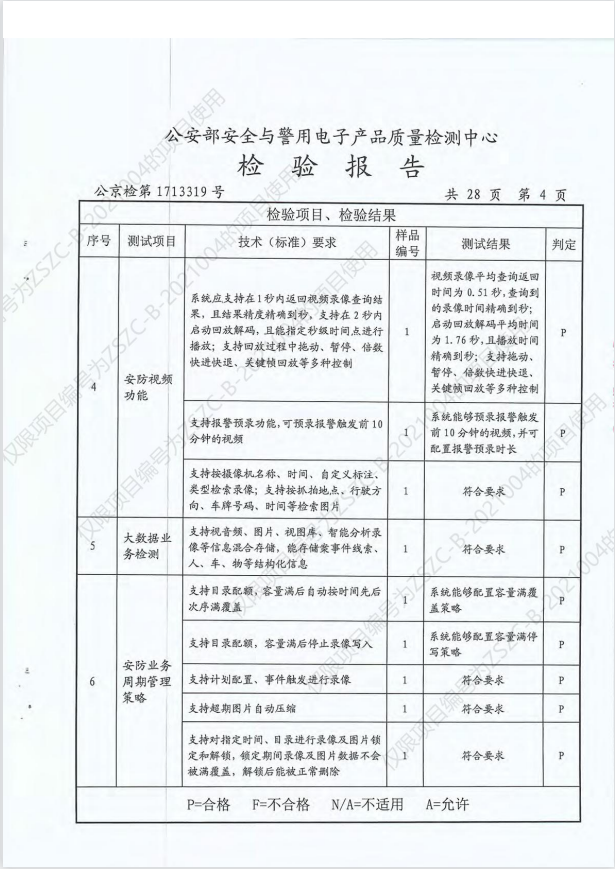 公安部安全与警用电子产品质量检测中心
检 验 报 告
公京检第 1713319 号
共 28 页 第 4 页
检验项目、检验结果
序号 测试项目 技术（标准）要求 样品编号 测试结果 判定
4
安防视频
功能
系统应支持在1秒内返回视频录像查询结
果，且结果精度精确到秒，支持在2秒内
启动回放解码，且能指定秒级时间点进行
播放；支持回放过程中拖动、暂停、倍数
快进快退、关键帧回放等多种控制
1
视频录像平均查询返回
时间为 0.51 秒，查询到
的录像时间精确到秒；
启动回放解码平均时间
为 1.76 秒，且播放时间
精确到秒；支持拖动、
暂停、倍数快进快退、
关键帧回放等多种控制
P
支持报警预录功能，可预录报警触发前10
分钟的视频
1
系统能够预录报警触发
前10分钟的视频，并可
配置报警预录时长
P
支持按摄像机名称、时间、自定义标注、
类型检索录像；支持按抓拍地点、行驶方
向、车牌号码、时间等检索图片
1
符合要求
P
5
大数据业
务检测
支持视音频、图片、视图库、智能分析录
像等信息混合存储，能存储案事件线索、
人、车、物等结构化信息
1
符合要求
P
6
安防业务
周期管理
策略
支持目录配额，容量满后自动按时间先后
次序满覆盖
1
系统能够配置容量满覆
盖策略
P
支持目录配额，容量满后停止录像写入
1
系统能够配置容量满停
写策略
P
支持计划配置、事件触发进行录像
1
符合要求
P
支持超期图片自动压缩
1
符合要求
P
支持对指定时间、目录进行录像及图片锁
定和解锁，锁定期间录像及图片数据不会
被满覆盖，解锁后能被正常删除
1
符合要求
P
P=合格 F=不合格 N/A=不适用 A=允许
仅限项目编号为ZSZC-B-2021004的项目使用